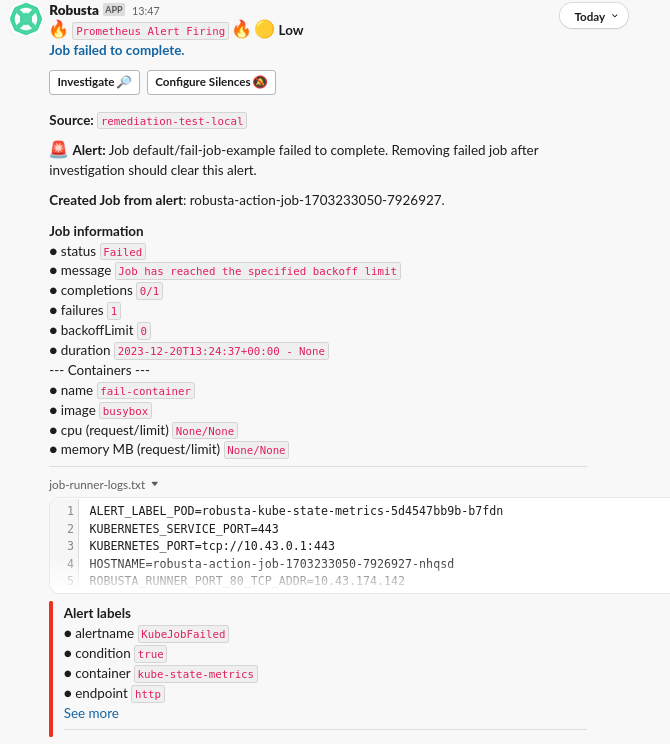 Robusta APP 13:47
Today
🔥 Prometheus Alert Firing 🔥 🟡 Low
Job failed to complete.
Investigate 🔎 Configure Silences 🔕
Source: remediation-test-local
🚨 Alert: Job default/fail-job-example failed to complete. Removing failed job after
investigation should clear this alert.
Created Job from alert: robusta-action-job-1703233050-7926927.
Job information
● status Failed
● message Job has reached the specified backoff limit
● completions 0/1
● failures 1
● backoffLimit 0
● duration 2023-12-20T13:24:37+00:00 - None
--- Containers ---
● name fail-container
● image busybox
● cpu (request/limit) None/None
● memory MB (request/limit) None/None
job-runner-logs.txt
1 ALERT_LABEL_POD=robusta-kube-state-metrics-5d4547bb9b-b7fdn
2 KUBERNETES_SERVICE_PORT=443
3 KUBERNETES_PORT=tcp://10.43.0.1:443
4 HOSTNAME=robusta-action-job-1703233050-7926927-nhqsd
5 ROBUSTA_RUNNER_PORT_80_TCP_ADDR=10.43.174.142
Alert labels
● alertname KubeJobFailed
● condition true
● container kube-state-metrics
● endpoint http
See more